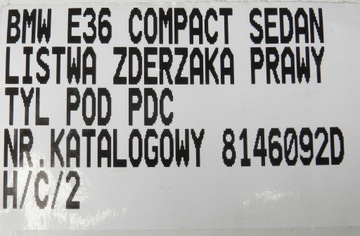 BMW E36 COMPACT SEDAN
LISTWA ZDERZAKA PRAWY
TYL POD PDC
NR.KATALOGOWY 8146092D
H/C/2